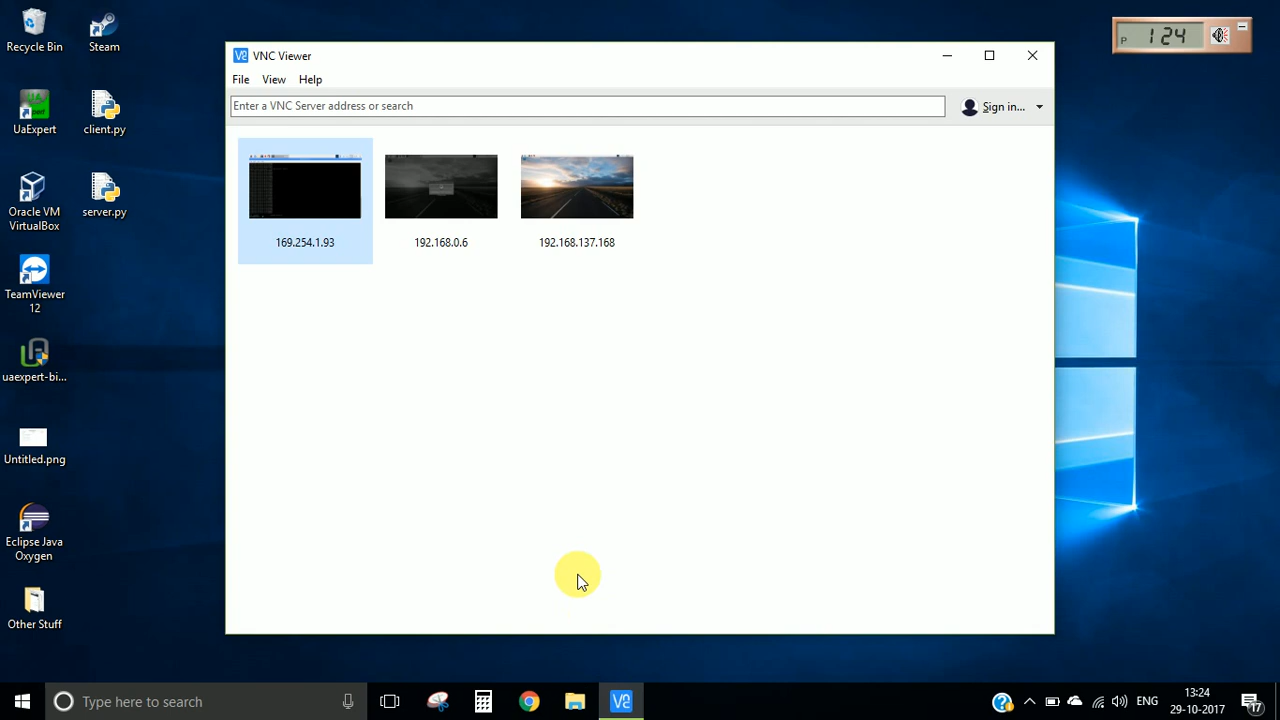 Recycle Bin
Steam
UaExpert
client.py
Oracle VM
VirtualBox
server.py
TeamViewer
12
uaexpert-bi...
Untitled.png
Eclipse Java
Oxygen
Other Stuff
VNC Viewer
File View Help
Enter a VNC Server address or search
Sign in...
169.254.1.93
192.168.0.6
192.168.137.168
P 1 24
Type here to search
ENG
13:24
29-10-2017
17